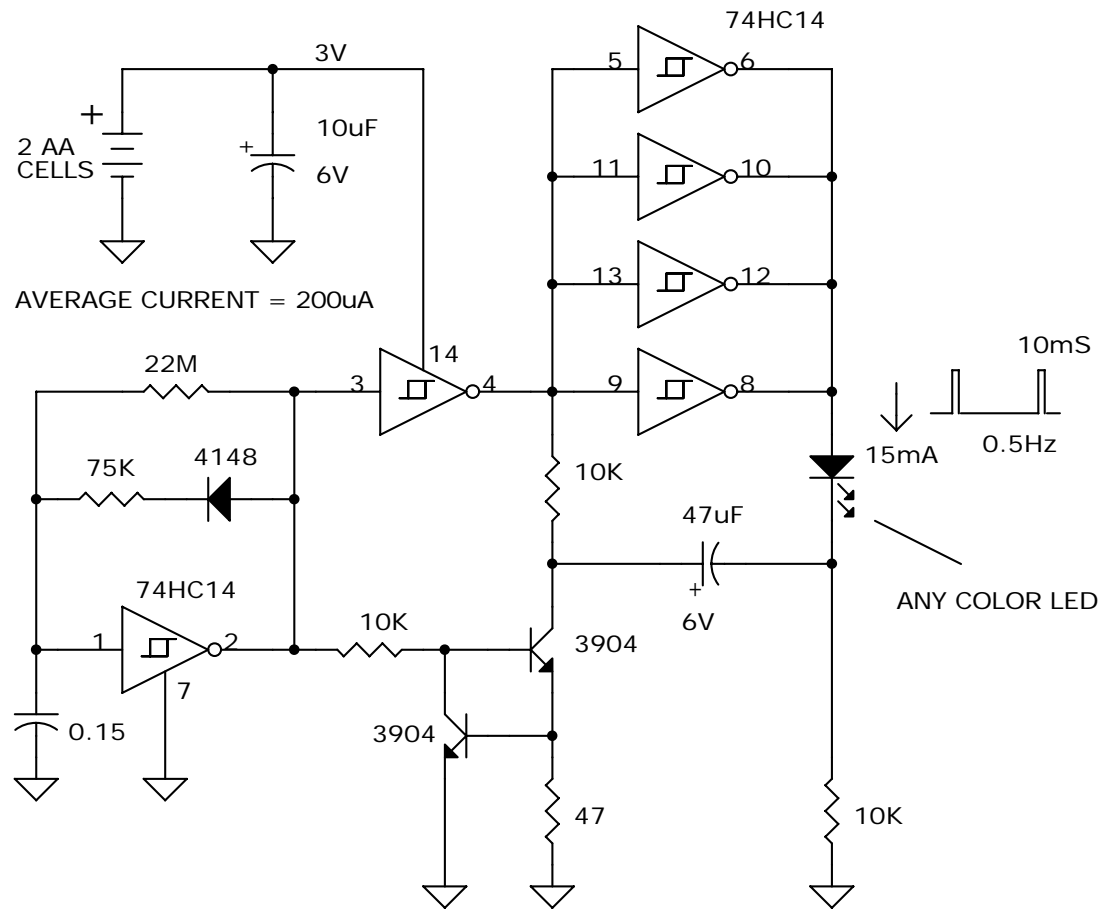 74HC14
3V
5
6
+
2 AA
CELLS
+
10uF
6V
11
10
13
12
AVERAGE CURRENT = 200uA
14
22M
3
4
9
8
10mS
15mA
0.5Hz
75K
4148
10K
47uF
+
6V
ANY COLOR LED
74HC14
1
2
7
10K
3904
0.15
3904
47
10K